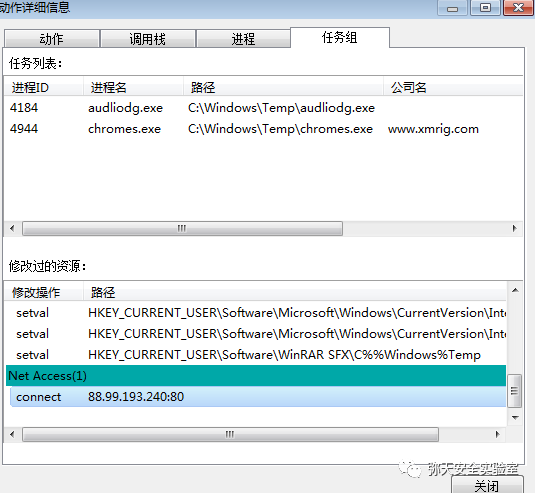 动作详细信息
动作 调用栈 进程 任务组
任务列表：
进程ID 进程名 路径 公司名
4184 audliodg.exe C:\Windows\Temp\audliodg.exe
4944 chromes.exe C:\Windows\Temp\chromes.exe www.xmrig.com
修改过的资源：
修改操作 路径
setval HKEY_CURRENT_USER\Software\Microsoft\Windows\CurrentVersion\Inte
setval HKEY_CURRENT_USER\Software\Microsoft\Windows\CurrentVersion\Inte
setval HKEY_CURRENT_USER\Software\WinRAR SFX\C%%Windows%Temp
Net Access(1)
connect 88.99.193.240:80
弥天安全实验室
关闭